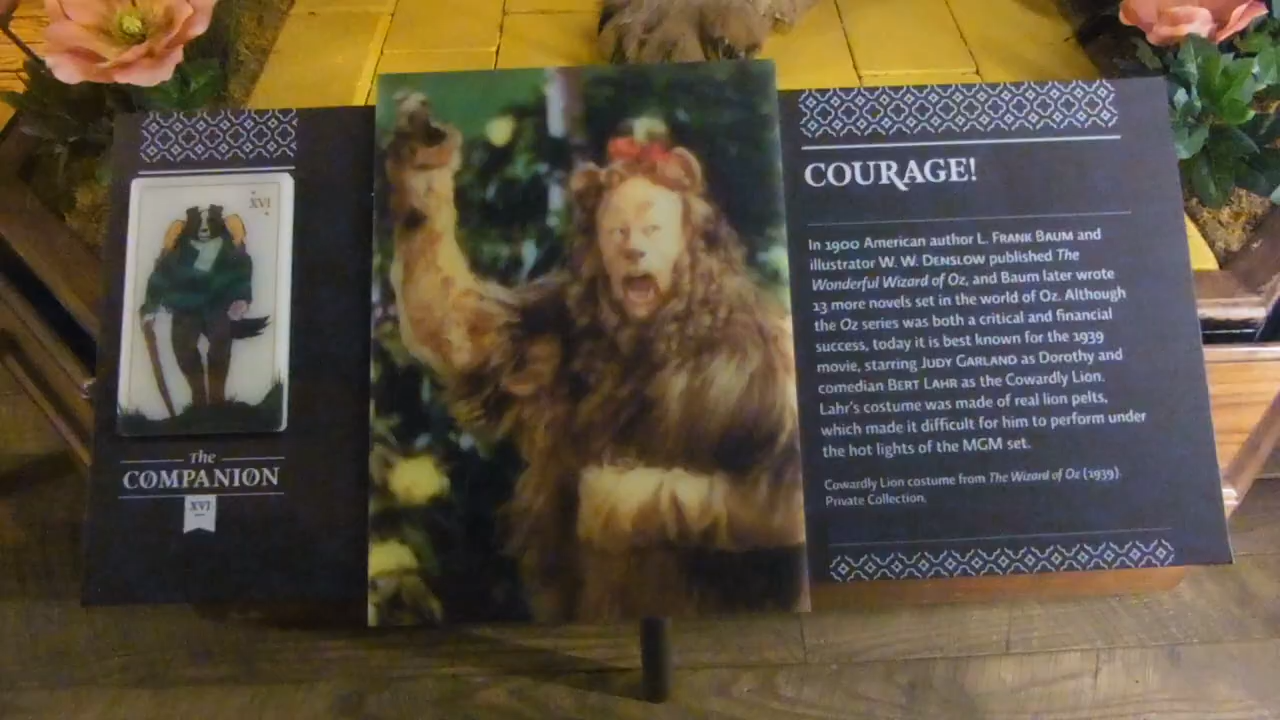 XVI
The
COMPANION
XVI
COURAGE!
In 1900 American author L. FRANK BAUM and
illustrator W. W. DENSLOW published The
Wonderful Wizard of Oz, and Baum later wrote
13 more novels set in the world of Oz. Although
the Oz series was both a critical and financial
success, today it is best known for the 1939
movie, starring JUDY GARLAND as Dorothy and
comedian BERT LAHR as the Cowardly Lion.
Lahr's costume was made of real lion pelts,
which made it difficult for him to perform under
the hot lights of the MGM set.
Cowardly Lion costume from The Wizard of Oz (1939).
Private Collection.